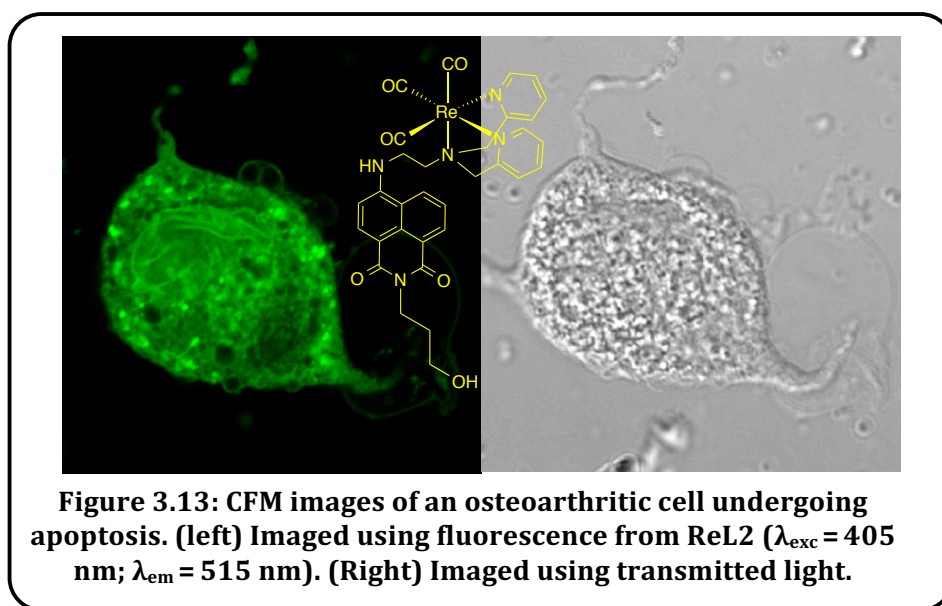 CO
OC
N
Re
OC
N
N
HN
O
N
O
OH
Figure 3.13: CFM images of an osteoarthritic cell undergoing
apoptosis. (left) Imaged using fluorescence from ReL2 (λexc = 405
nm; λem = 515 nm). (Right) Imaged using transmitted light.